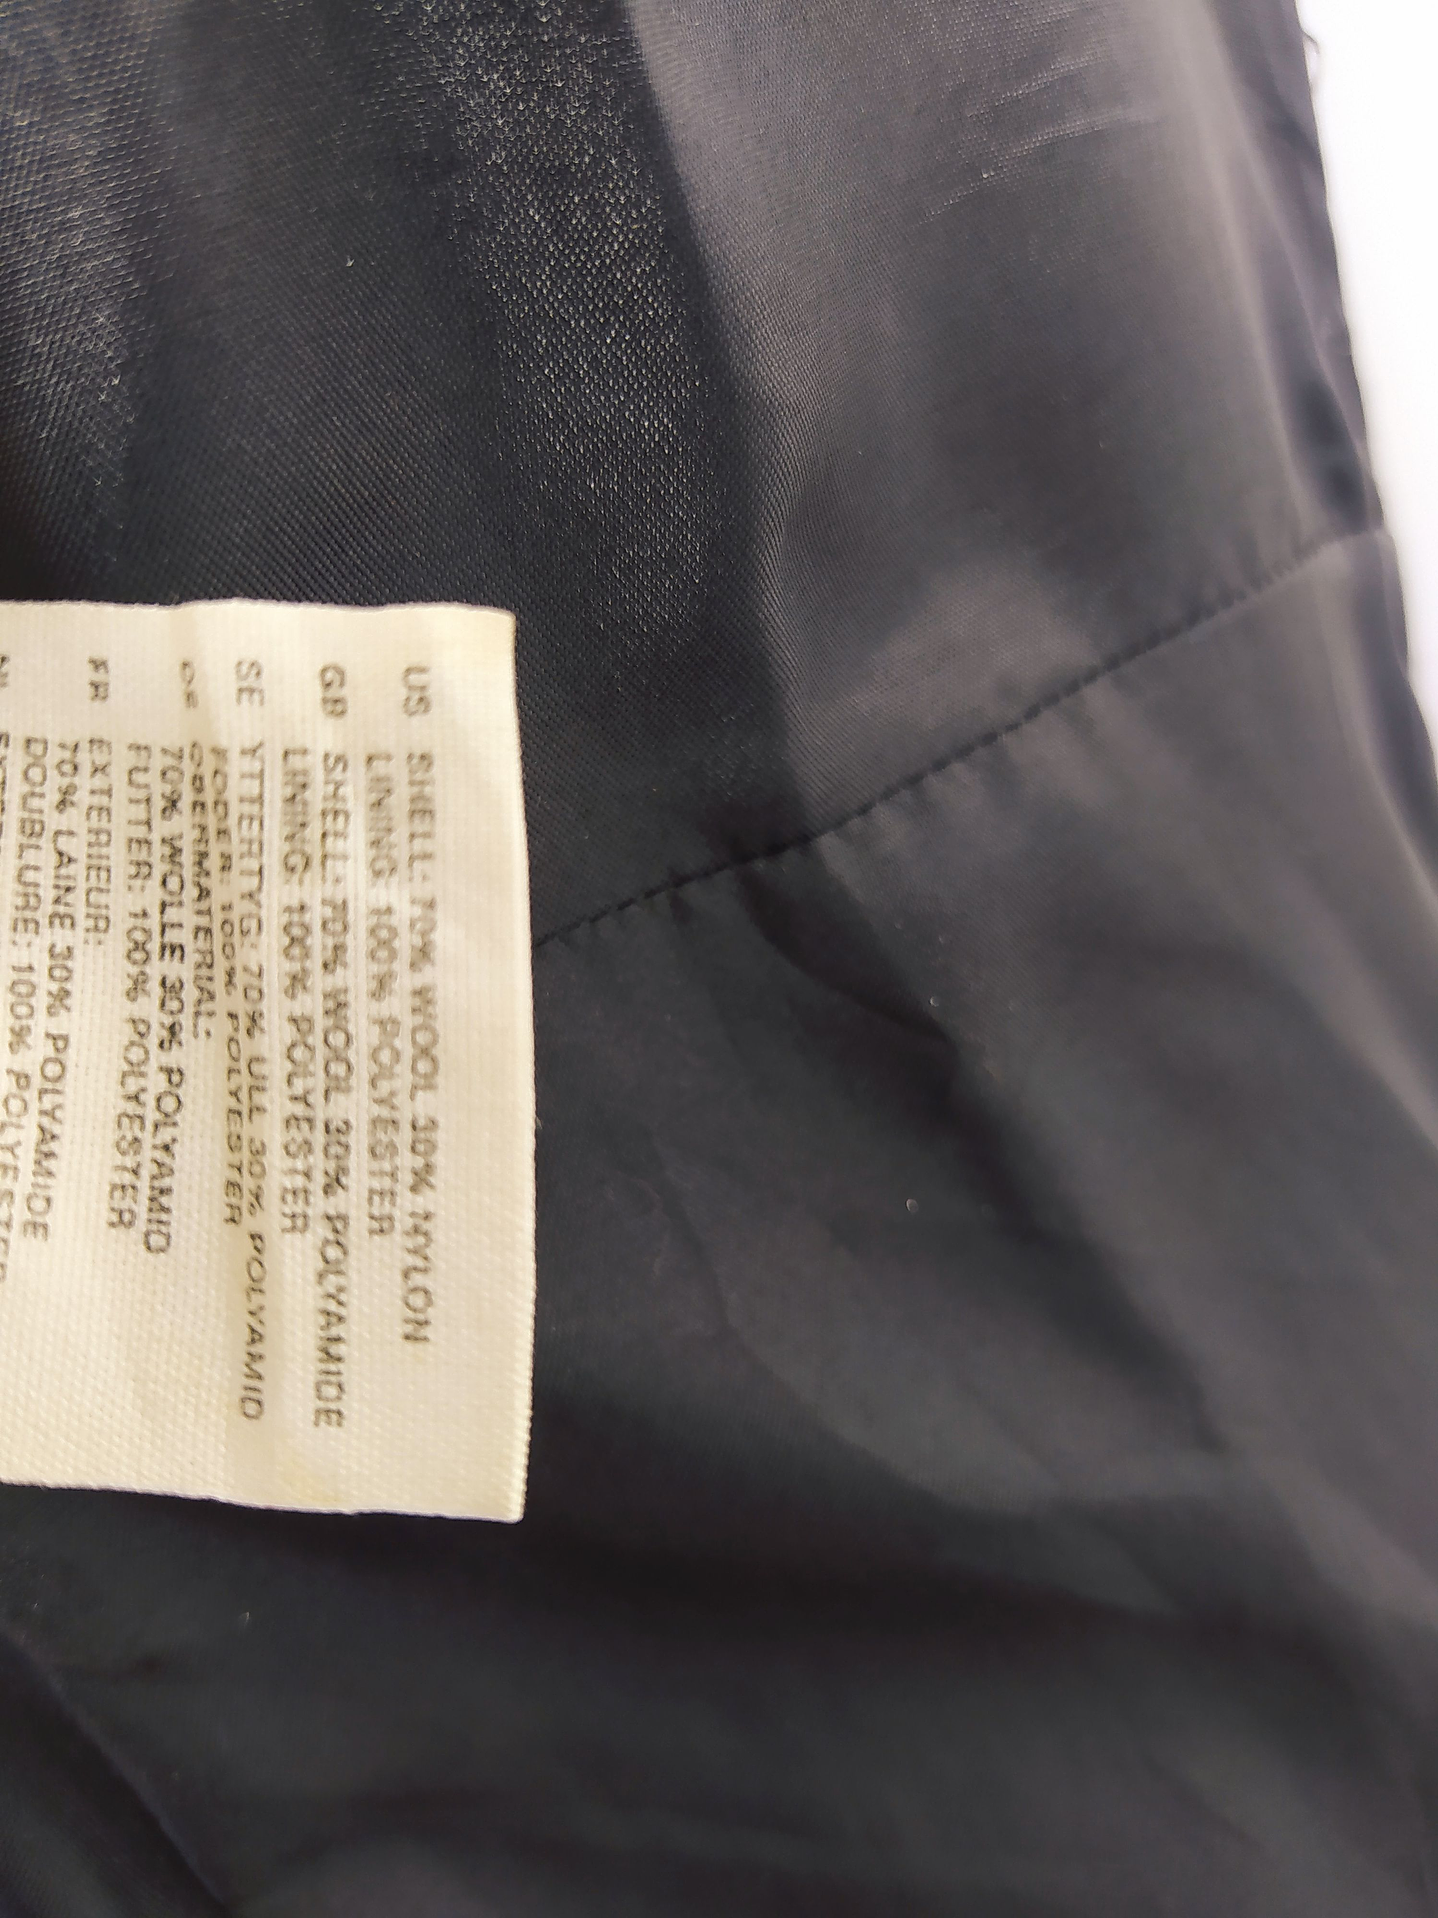 US SHELL: 70% WOOL 30% NYLON
LINING: 100% POLYESTER
GB SHELL: 70% WOOL 30% POLYAMIDE
LINING: 100% POLYESTER
SE YTTERTYG: 70% ULL 30% POLYAMID
FODER: 100% POLYESTER
DE OBERMATERIAL:
70% WOLLE 30% POLYAMID
FUTTER: 100% POLYESTER
FR EXTERIEUR:
70% LAINE 30% POLYAMIDE
DOUBLURE: 100% POLYESTER